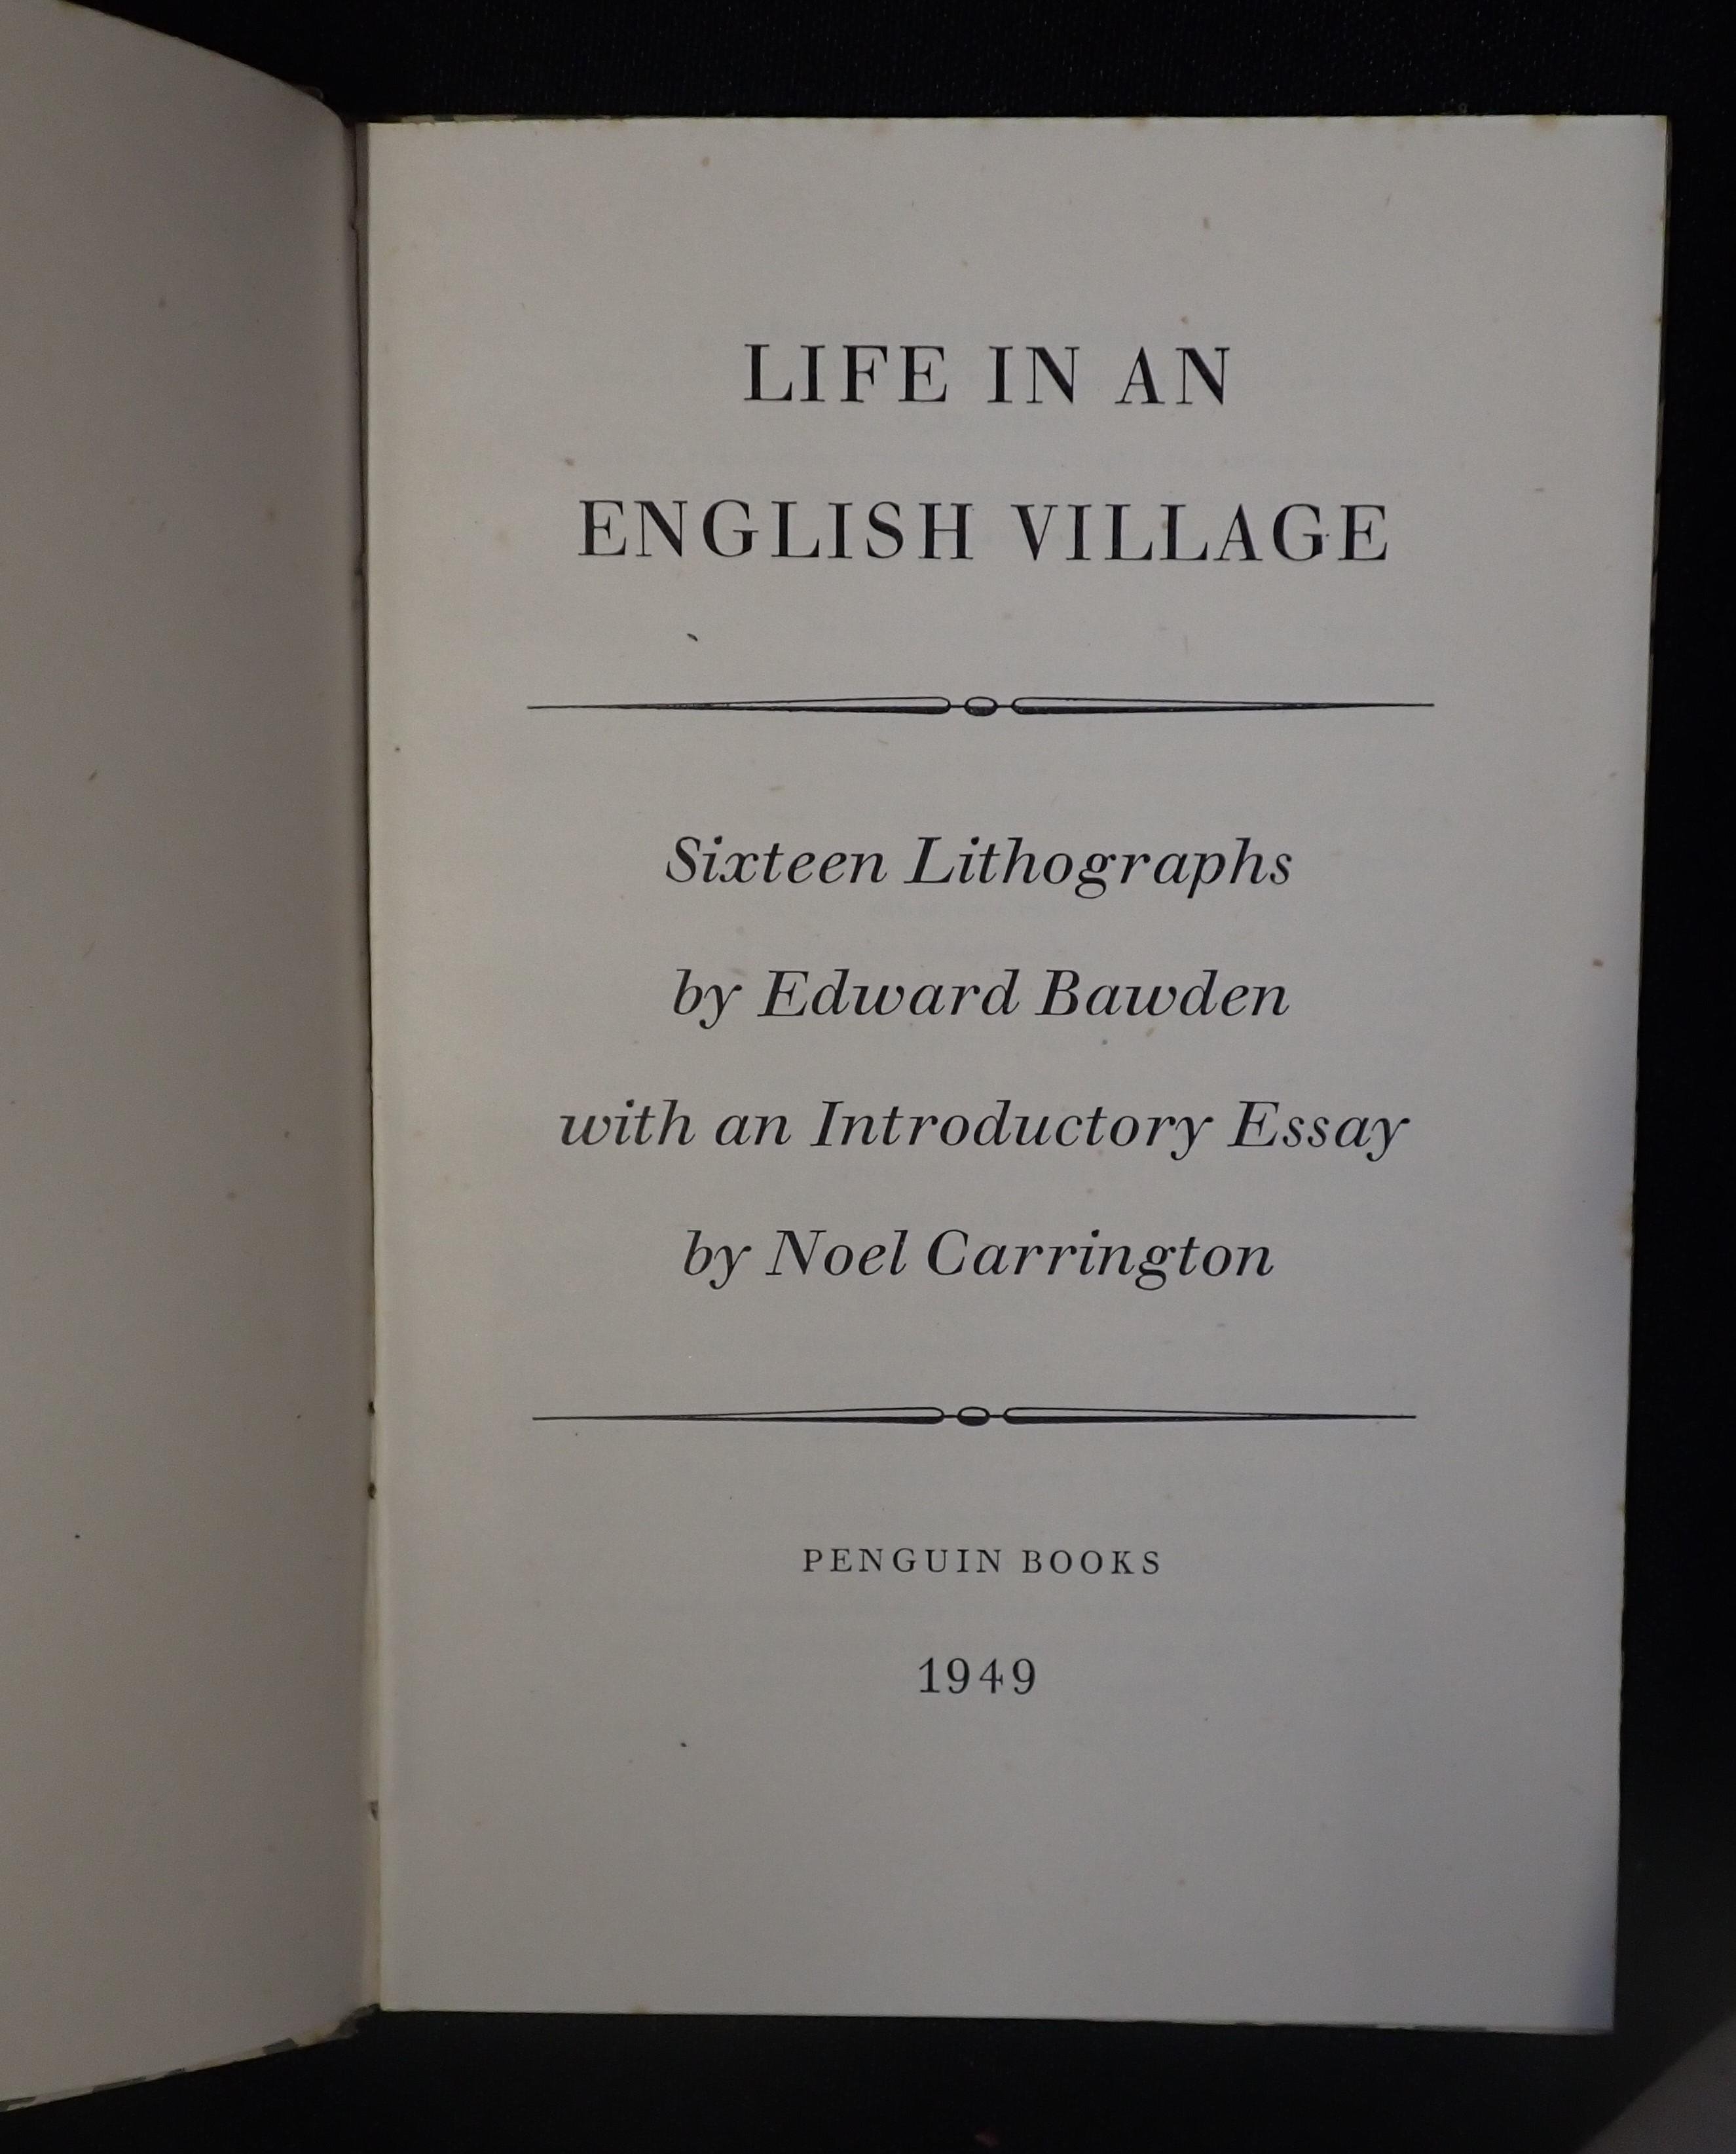 LIFE IN AN
ENGLISH VILLAGE
Sixteen Lithographs
by Edward Bawden
with an Introductory Essay
by Noel Carrington
PENGUIN BOOKS
1949